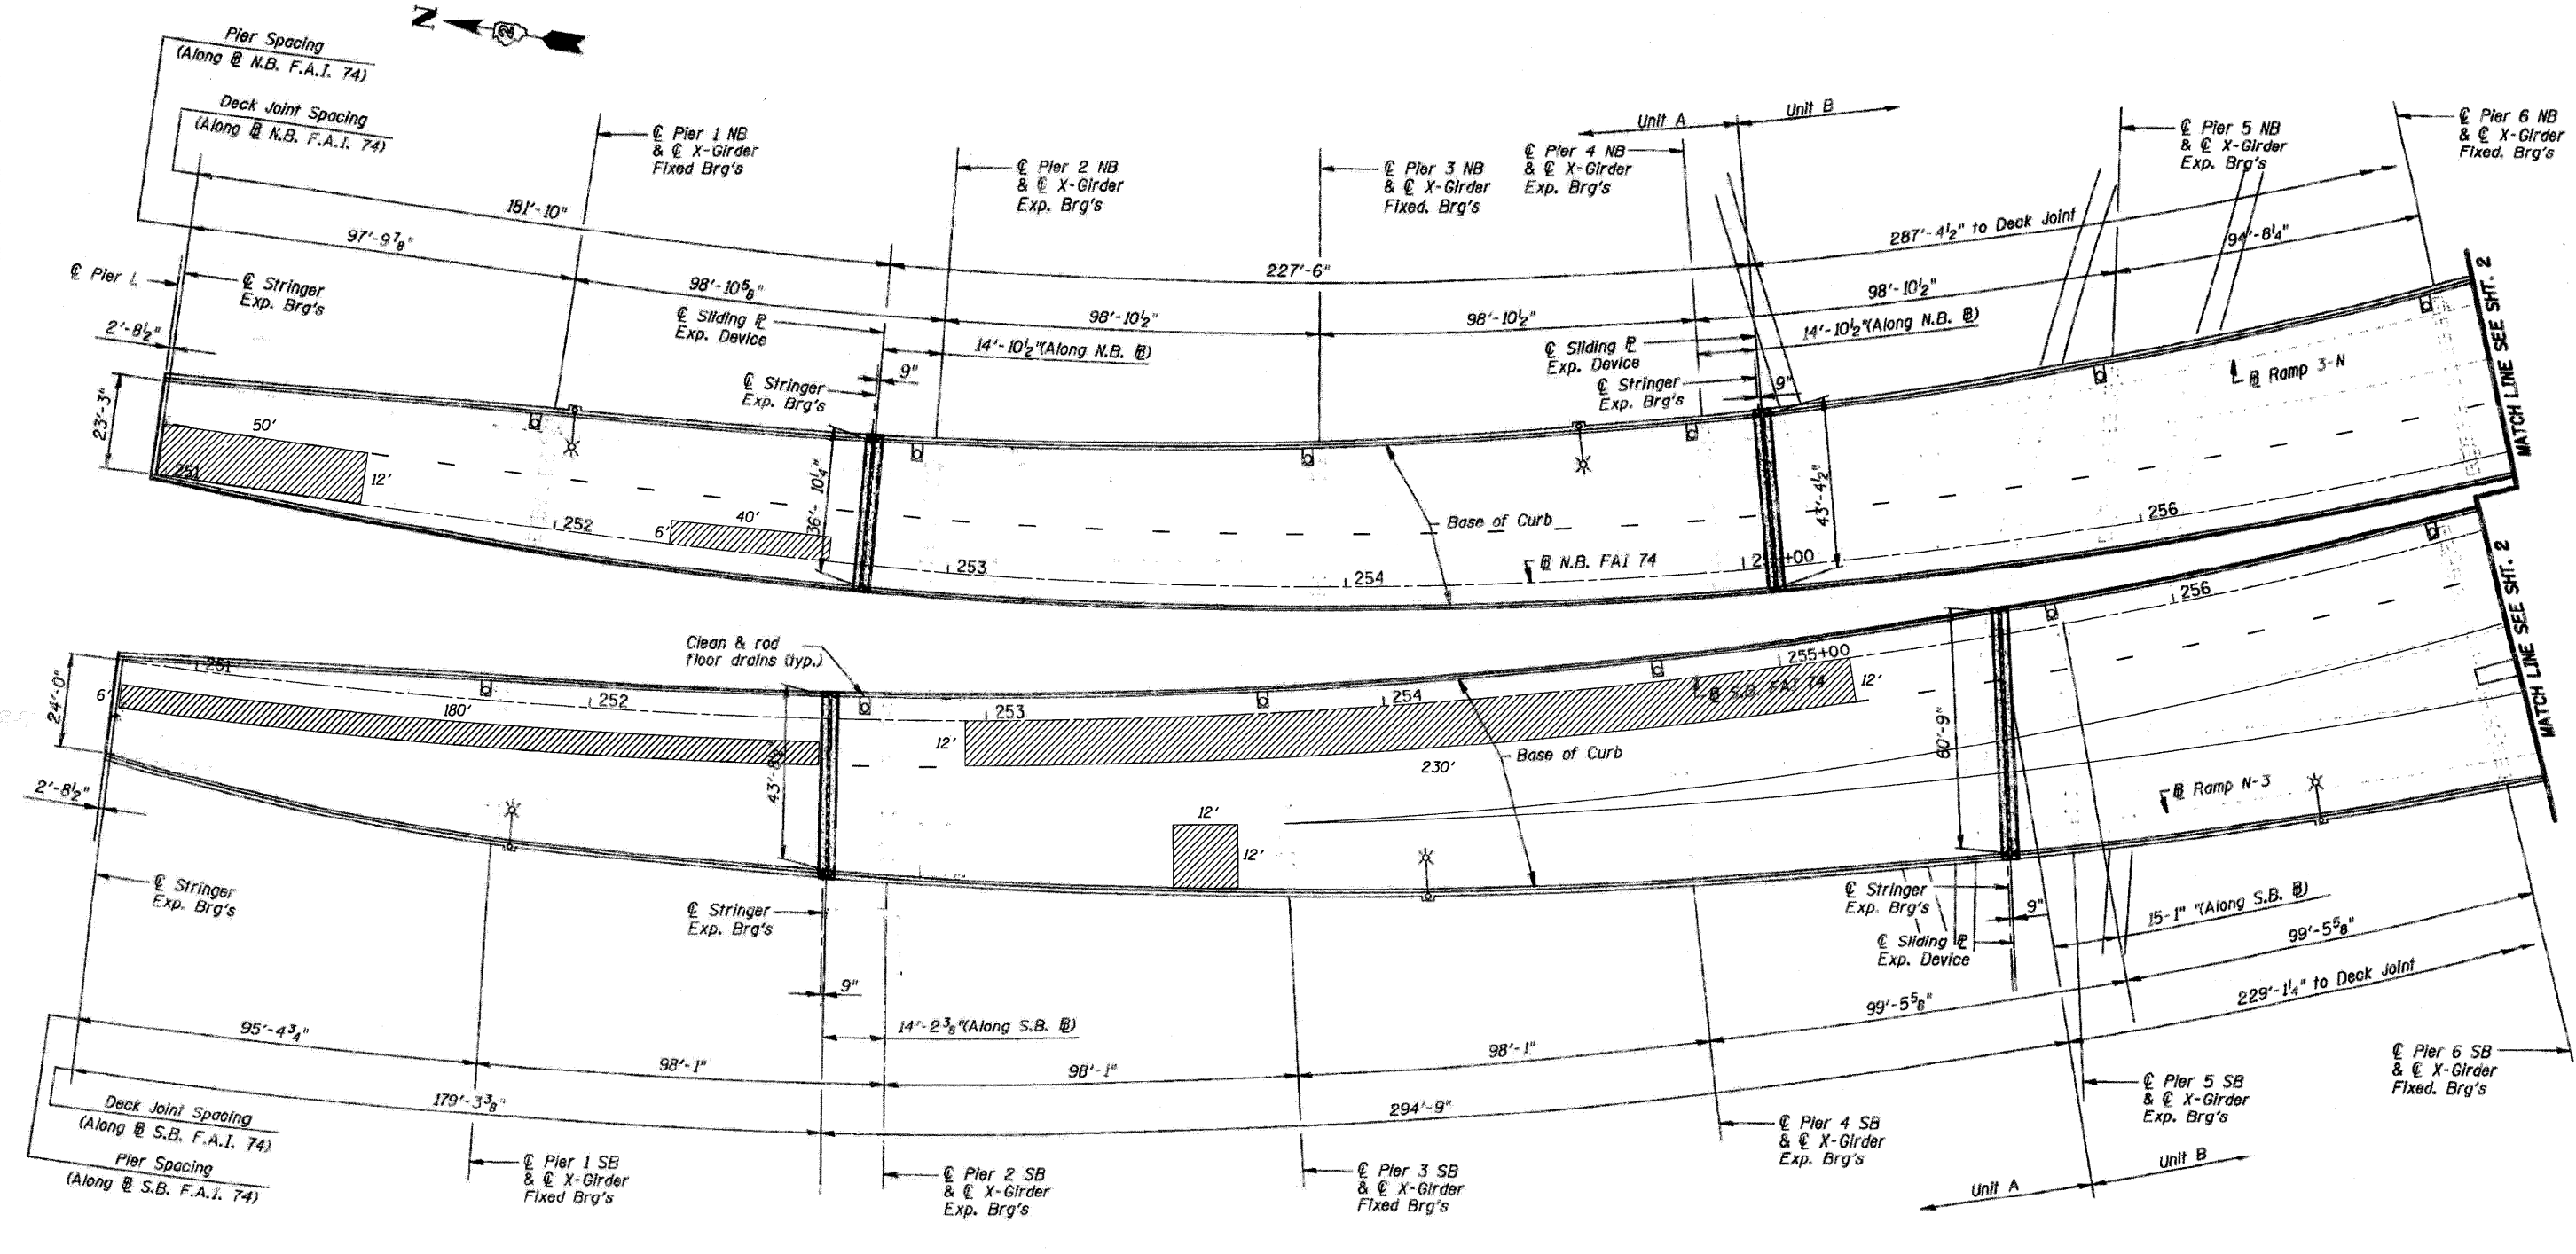 N
Pier Spacing
(Along ℄ N.B. F.A.I. 74)
Deck Joint Spacing
(Along ℄ N.B. F.A.I. 74)
℄ Pier 1 NB
& ℄ X-Girder
Fixed Brg's
℄ Pier 2 NB
& ℄ X-Girder
Exp. Brg's
℄ Pier 3 NB
& ℄ X-Girder
Fixed. Brg's
℄ Pier 4 NB
& ℄ X-Girder
Exp. Brg's
Unit A
Unit B
℄ Pier 5 NB
& ℄ X-Girder
Exp. Brg's
℄ Pier 6 NB
& ℄ X-Girder
Fixed. Brg's
181'-10"
227'-6"
287'-4½" to Deck Joint
97'-9⅞"
98'-10⅝"
98'-10½"
98'-10½"
98'-10½"
94'-8¼"
℄ Pier
℄ Stringer
Exp. Brg's
2'-8½"
℄ Sliding ℙ
Exp. Device
14'-10½"(Along N.B. ℄)
℄ Stringer
Exp. Brg's
9"
℄ Sliding ℙ
Exp. Device
14'-10½"(Along N.B. ℄)
℄ Stringer
Exp. Brg's
9"
23'-3"
50'
12'
251
252
6'
40'
36'-10¼"
253
254
Base of Curb
℄ N.B. FAI 74
+00
43'-4½"
256
℄ Ramp 3-N
MATCH LINE SEE SHT. 2
Clean & rod
floor drains (typ.)
24'-0"
6'
251
180'
252
43'-8½
253
12'
254
230'
Base of Curb
255+00
℄ S.B. FAI 74
12'
12'
12'
60'-9"
256
℄ Ramp N-3
MATCH LINE SEE SHT. 2
2'-8½"
℄ Stringer
Exp. Brg's
℄ Stringer
Exp. Brg's
9"
14'-2⅜"(Along S.B. ℄)
℄ Stringer
Exp. Brg's
℄ Sliding ℙ
Exp. Device
9"
15-1" "(Along S.B. ℄)
95'-4¾"
98'-1"
98'-1"
98'-1"
99'-5⅝"
99'-5⅝"
179'-3⅜"
294'-9"
229'-1¼" to Deck Joint
Deck Joint Spacing
(Along ℄ S.B. F.A.I. 74)
Pier Spacing
(Along ℄ S.B. F.A.I. 74)
℄ Pier 1 SB
& ℄ X-Girder
Fixed Brg's
℄ Pier 2 SB
& ℄ X-Girder
Exp. Brg's
℄ Pier 3 SB
& ℄ X-Girder
Fixed Brg's
℄ Pier 4 SB
& ℄ X-Girder
Exp. Brg's
℄ Pier 5 SB
& ℄ X-Girder
Exp. Brg's
℄ Pier 6 SB
& ℄ X-Girder
Fixed. Brg's
Unit A
Unit B